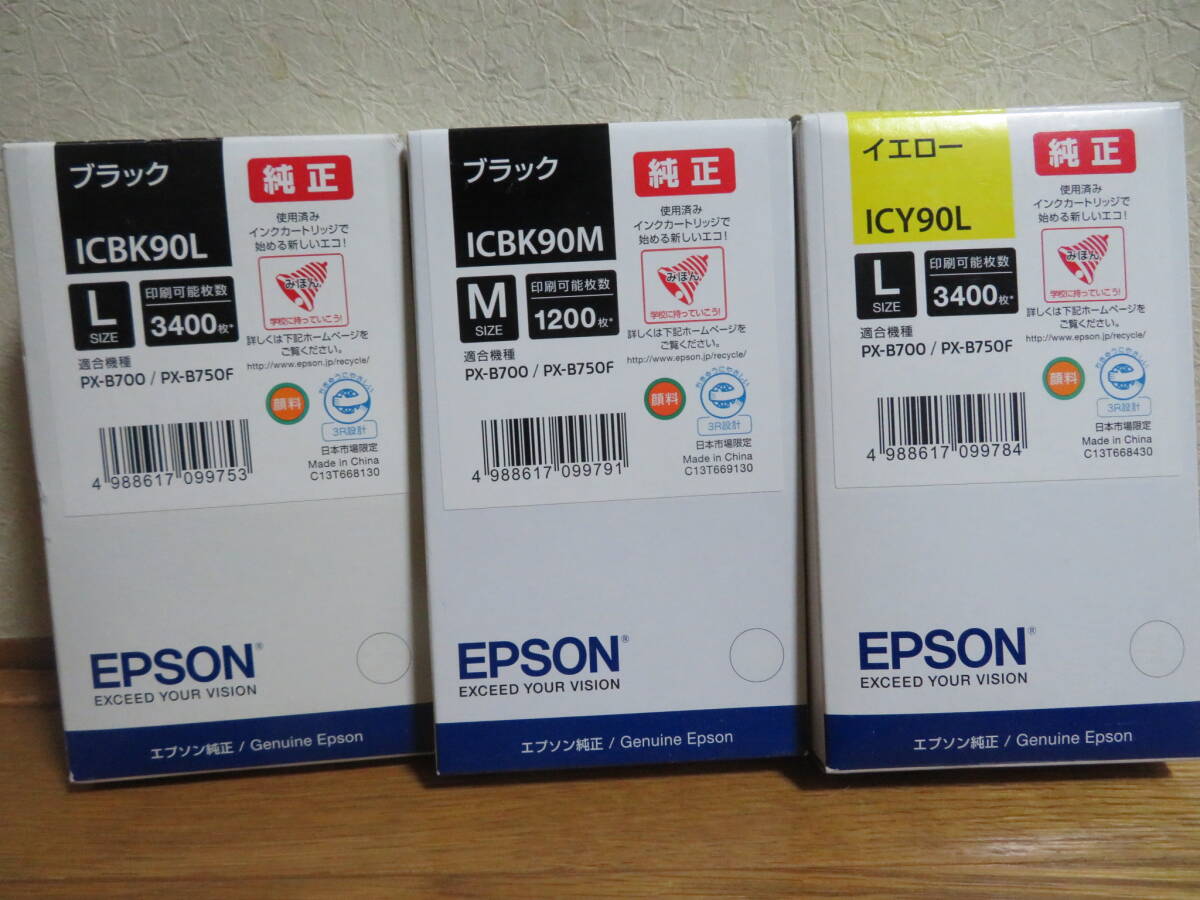 ブラック
ICBK90L
純正
使用済み
インクカートリッジで
始める新しいエコ!
みほん
学校に持っていこう!
詳しくは下記ホームページを
ご覧ください。
http://www.epson.jp/recycle/
L
SIZE
印刷可能枚数
3400枚*
適合機種
PX-B700 / PX-B750F
顔料
3R設計
日本市場限定
Made in China
C13T668130
4 988617 099753
EPSON®
EXCEED YOUR VISION
エプソン純正 / Genuine Epson
ブラック
ICBK90M
純正
使用済み
インクカートリッジで
始める新しいエコ!
みほん
学校に持っていこう!
詳しくは下記ホームページを
ご覧ください。
http://www.epson.jp/recycle/
M
SIZE
印刷可能枚数
1200枚*
適合機種
PX-B700 / PX-B750F
顔料
3R設計
日本市場限定
Made in China
C13T669130
4 988617 099791
EPSON®
EXCEED YOUR VISION
エプソン純正 / Genuine Epson
イエロー
ICY90L
純正
使用済み
インクカートリッジで
始める新しいエコ!
みほん
学校に持っていこう!
詳しくは下記ホームページを
ご覧ください。
http://www.epson.jp/recycle/
L
SIZE
印刷可能枚数
3400枚*
適合機種
PX-B700 / PX-B750F
顔料
3R設計
日本市場限定
Made in China
C13T668430
4 988617 099784
EPSON®
EXCEED YOUR VISION
エプソン純正 / Genuine Epson